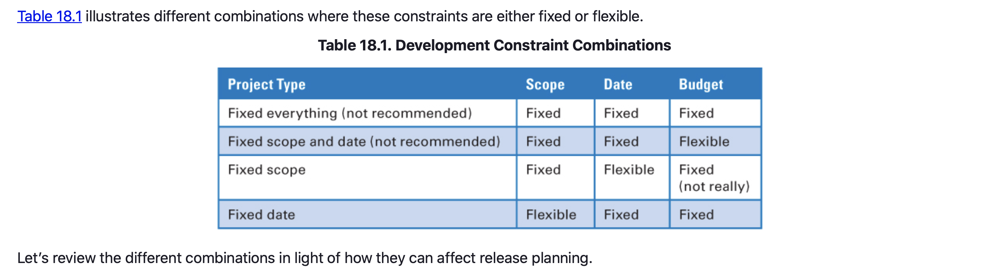 Table 18.1 illustrates different combinations where these constraints are either fixed or flexible.
Table 18.1. Development Constraint Combinations
Project Type Scope Date Budget
Fixed everything (not recommended) Fixed Fixed Fixed
Fixed scope and date (not recommended) Fixed Fixed Flexible
Fixed scope Fixed Flexible Fixed
(not really)
Fixed date Flexible Fixed Fixed
Let’s review the different combinations in light of how they can affect release planning.